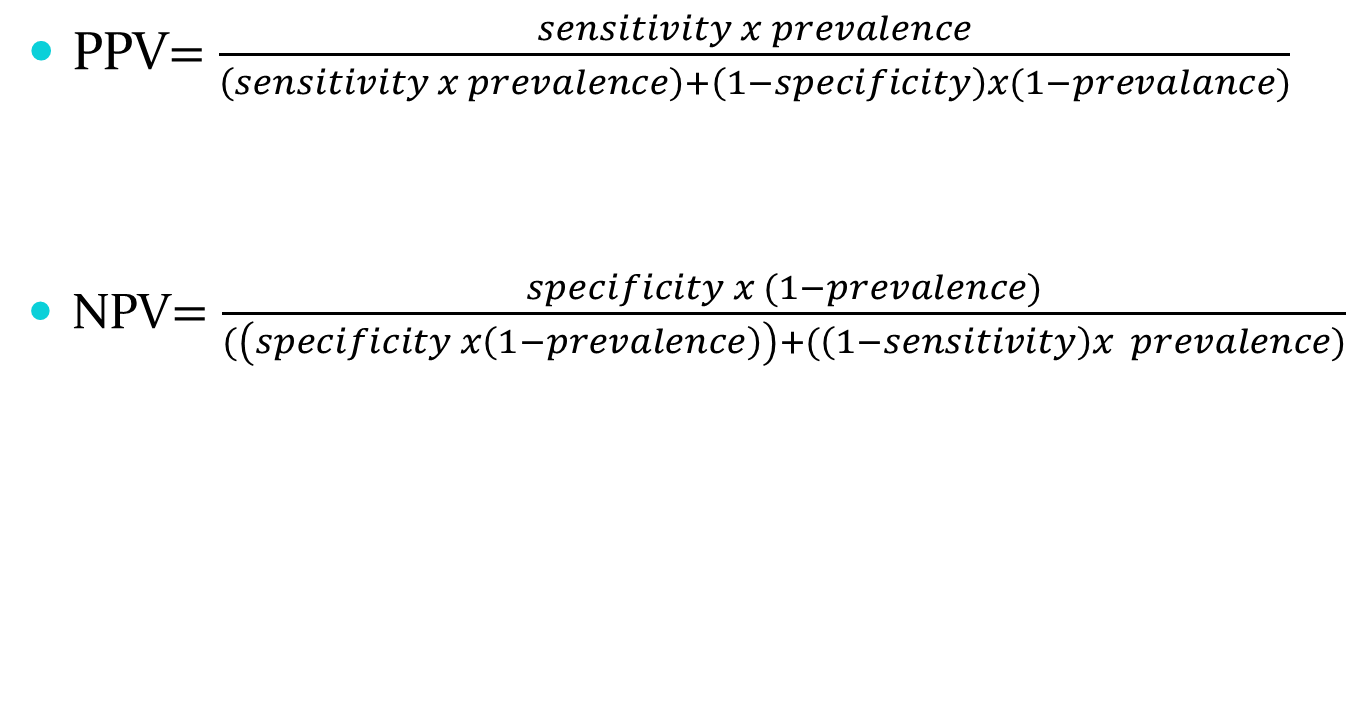 • PPV= sensitivity x prevalence
(sensitivity x prevalence)+(1−specificity)x(1−prevalance)
• NPV= specificity x (1−prevalence)
((specificity x(1−prevalence))+((1−sensitivity)x prevalence)